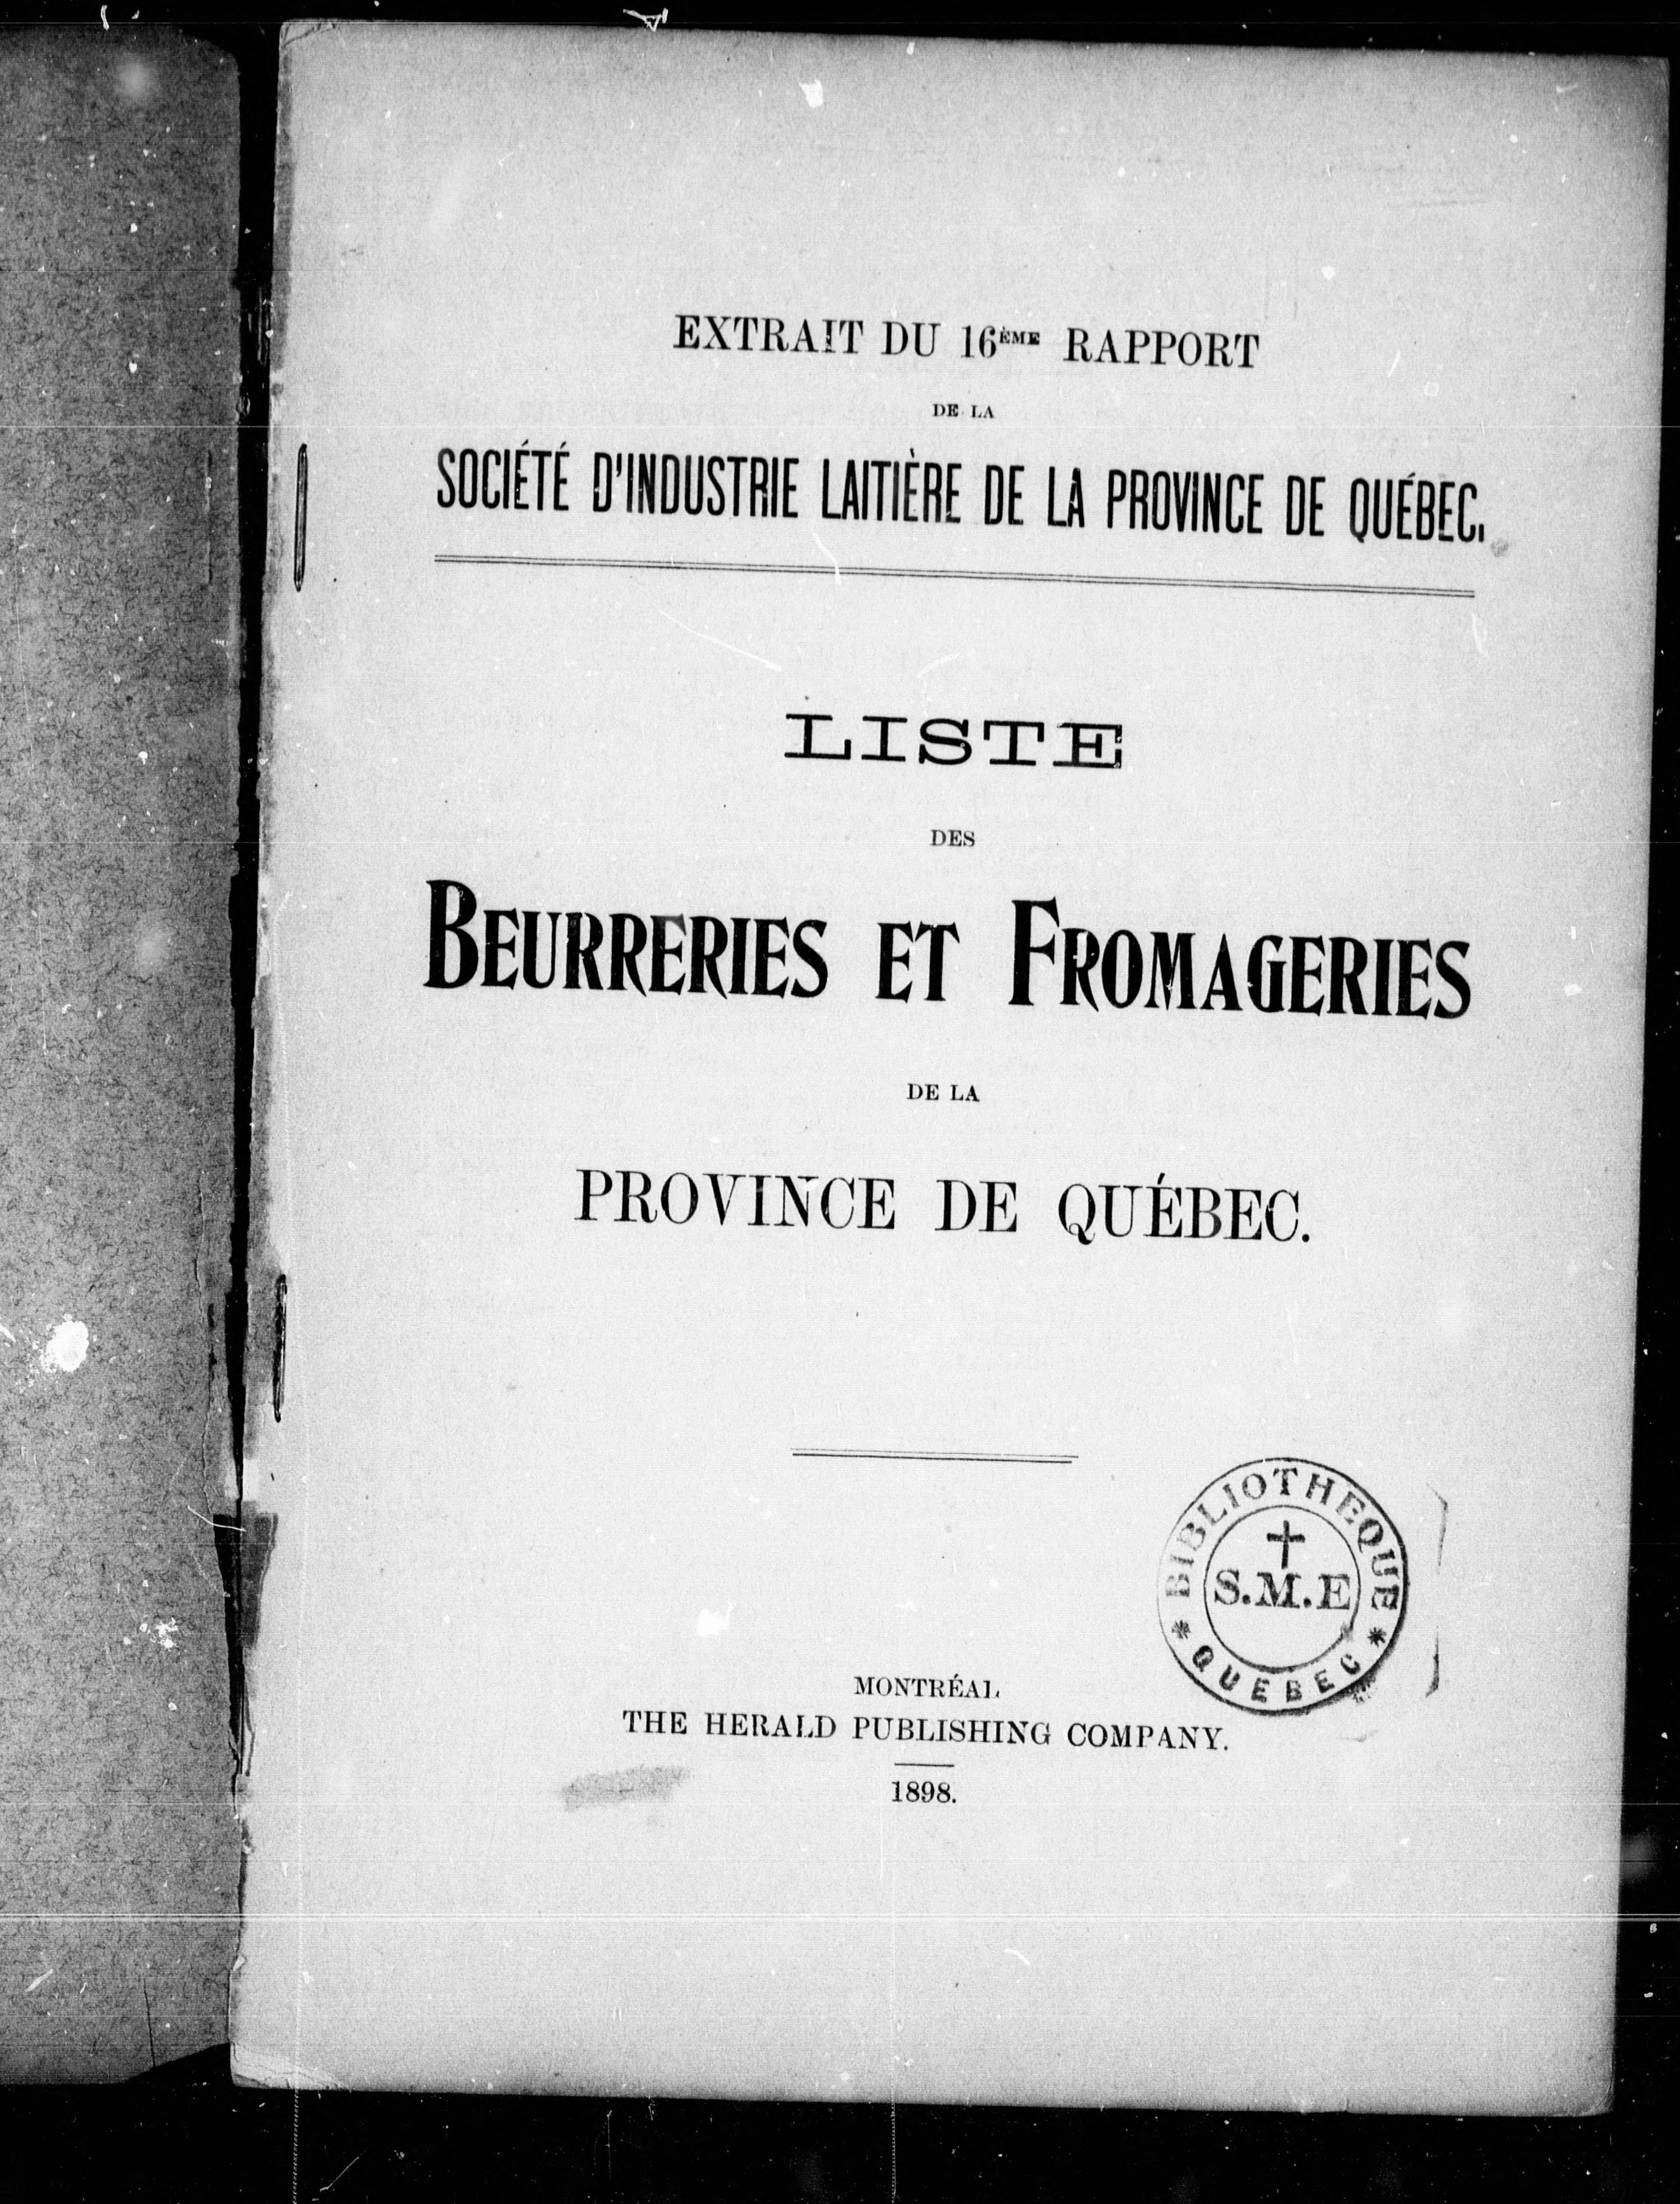 EXTRAIT DU 16ÈME RAPPORT
DE LA
SOCIÉTÉ D'INDUSTRIE LAITIÈRE DE LA PROVINCE DE QUÉBEC.
LISTE
DES
BEURRERIES ET FROMAGERIES
DE LA
PROVINCE DE QUÉBEC.
BIBLIOTHEQUE
S.M.E
* QUEBEC *
MONTRÉAL
THE HERALD PUBLISHING COMPANY.
1898.